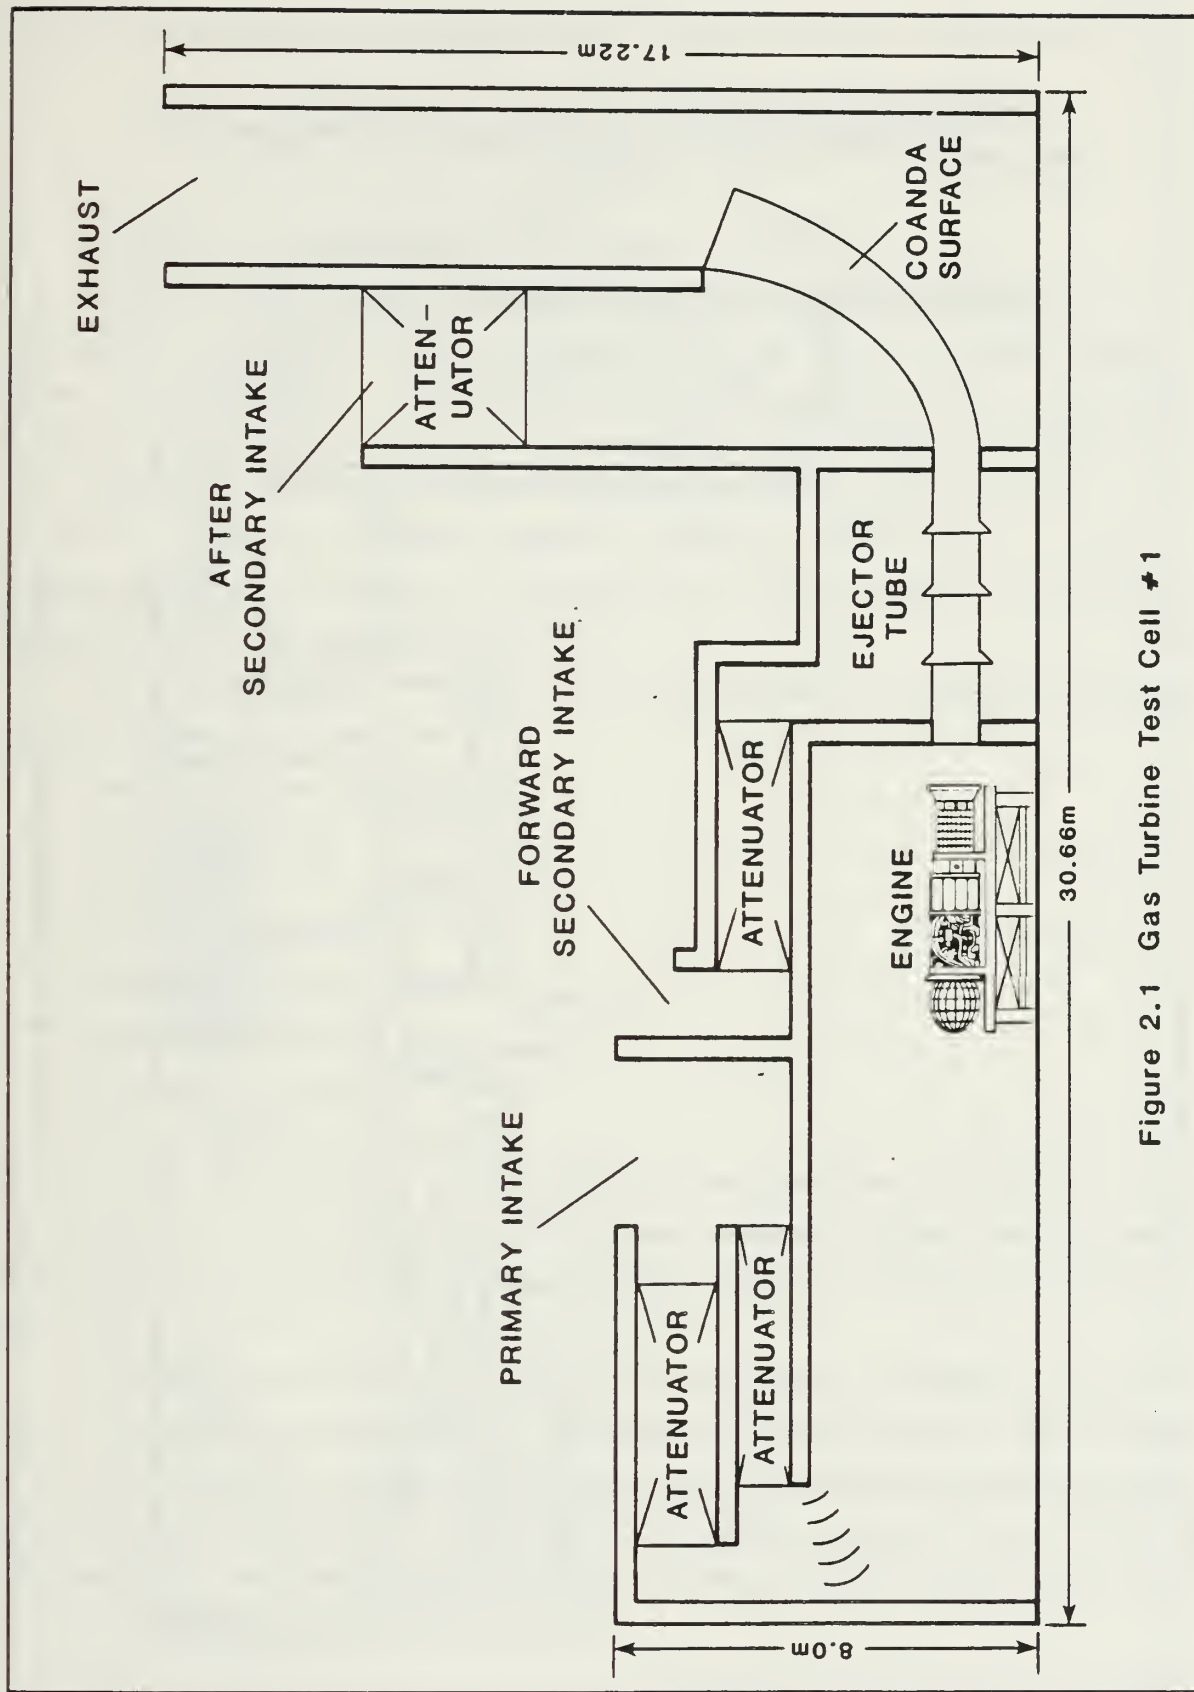 17.22m
EXHAUST
AFTER
SECONDARY INTAKE
ATTEN-
UATOR
COANDA
SURFACE
FORWARD
SECONDARY INTAKE
EJECTOR
TUBE
ATTENUATOR
PRIMARY INTAKE
ENGINE
ATTENUATOR
ATTENUATOR
8.0m
30.66m
Figure 2.1 Gas Turbine Test Cell #1